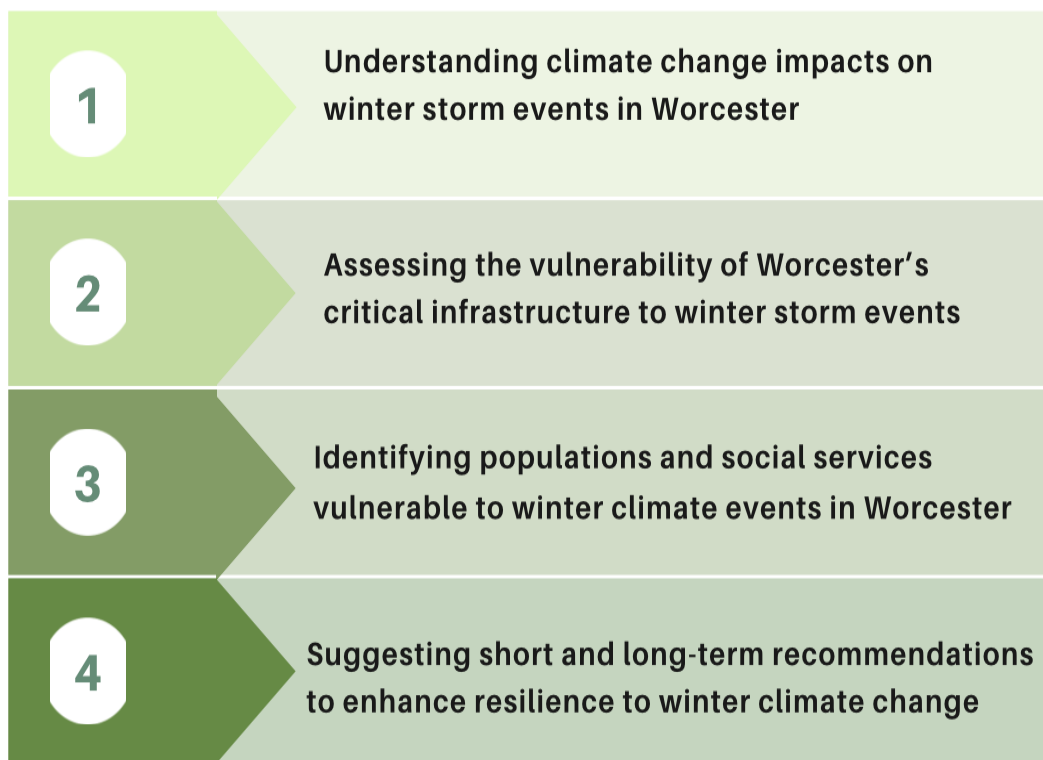 1
Understanding climate change impacts on
winter storm events in Worcester
2
Assessing the vulnerability of Worcester’s
critical infrastructure to winter storm events
3
Identifying populations and social services
vulnerable to winter climate events in Worcester
4
Suggesting short and long-term recommendations
to enhance resilience to winter climate change